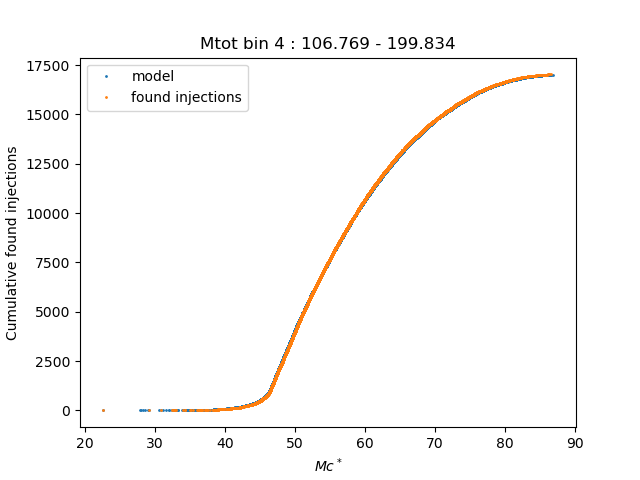 Mtot bin 4 : 106.769 - 199.834
model
found injections
Cumulative found injections
17500
15000
12500
10000
7500
5000
2500
0
20 30 40 50 60 70 80 90
Mc*